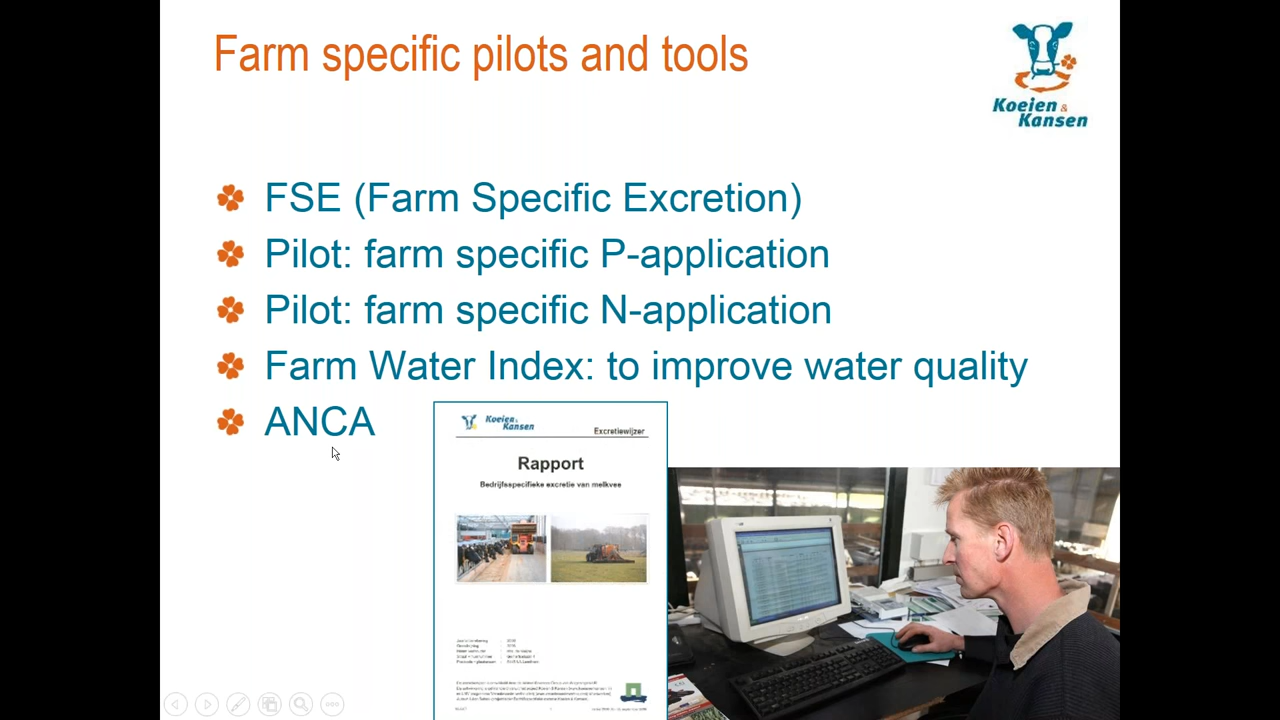 Farm specific pilots and tools
Koeien &
Kansen
FSE (Farm Specific Excretion)
Pilot: farm specific P-application
Pilot: farm specific N-application
Farm Water Index: to improve water quality
ANCA
Koeien &
Kansen
Excretiewijzer
Rapport
Bedrijfsspecifieke excretie van melkvee